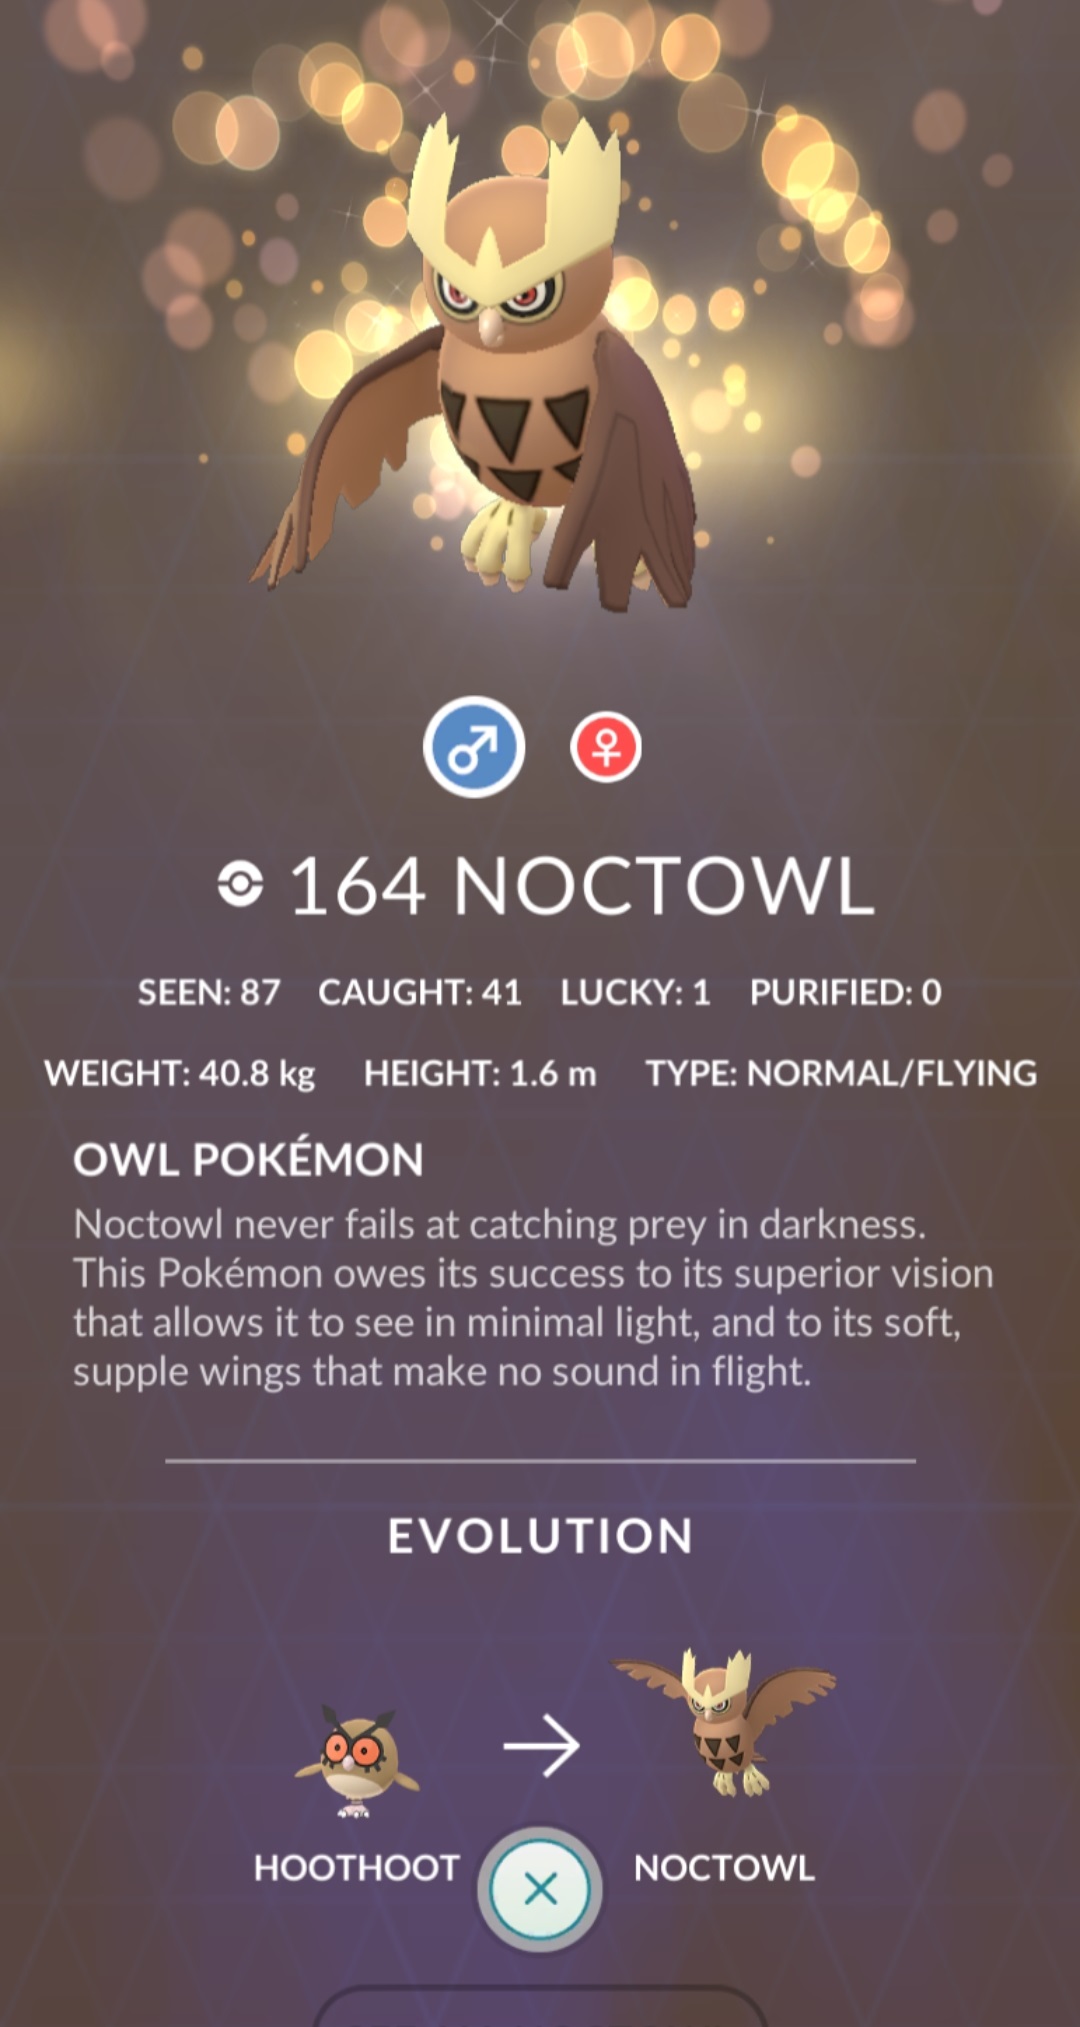 164 NOCTOWL
SEEN: 87 CAUGHT: 41 LUCKY: 1 PURIFIED: 0
WEIGHT: 40.8 kg HEIGHT: 1.6 m TYPE: NORMAL/FLYING
OWL POKÉMON
Noctowl never fails at catching prey in darkness.
This Pokémon owes its success to its superior vision
that allows it to see in minimal light, and to its soft,
supple wings that make no sound in flight.
EVOLUTION
HOOTHOOT NOCTOWL